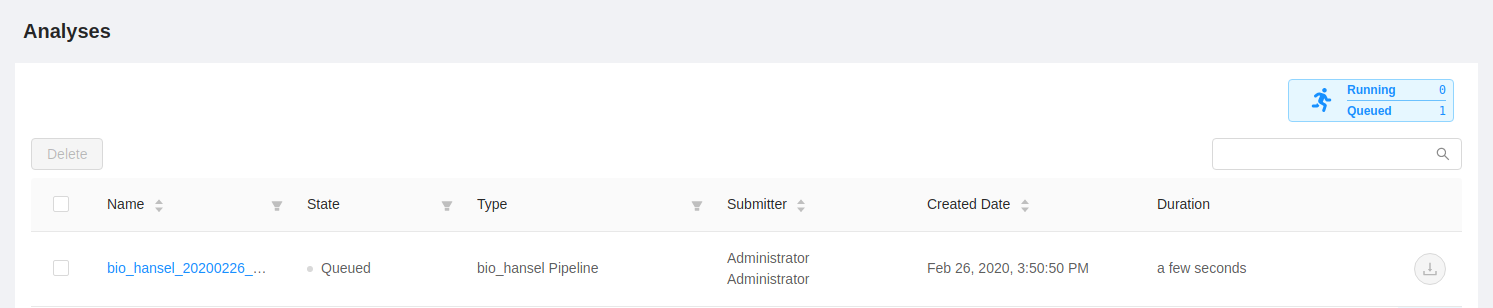 Analyses
Running 0
Queued 1
Delete
Name State Type Submitter Created Date Duration
bio_hansel_20200226_… Queued bio_hansel Pipeline Administrator Administrator Feb 26, 2020, 3:50:50 PM a few seconds